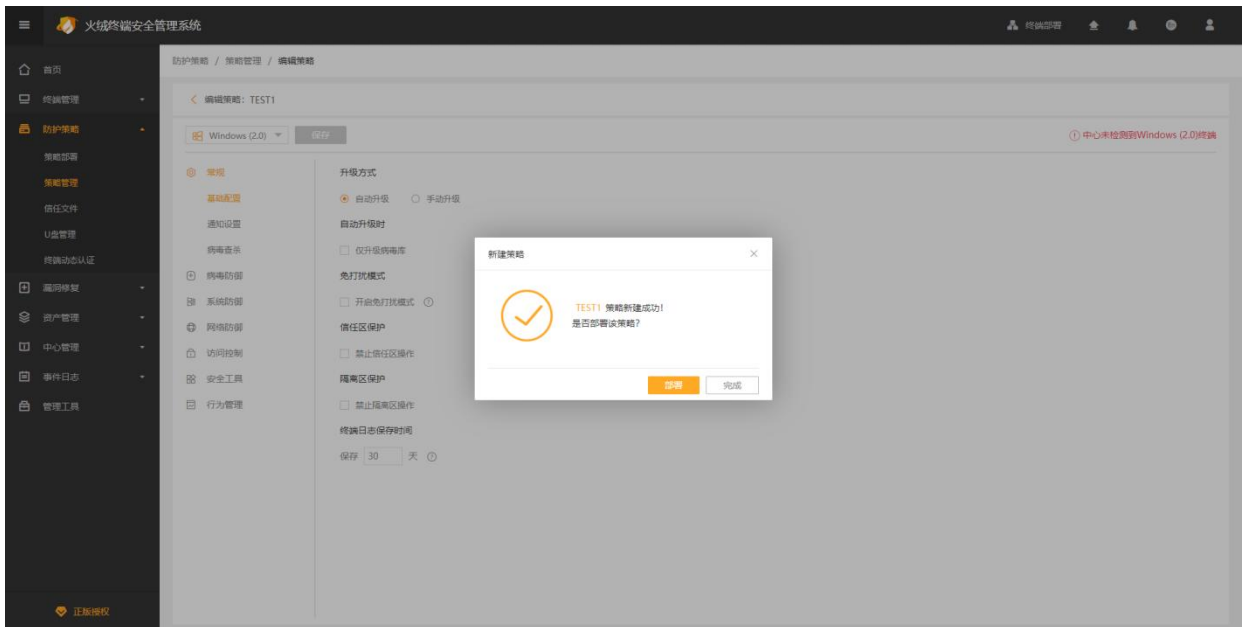 火绒终端安全管理系统
终端部署
首页
终端管理
防护策略
策略部署
策略管理
信任文件
U盘管理
终端动态认证
漏洞修复
资产管理
中心管理
事件日志
管理工具
正版授权
防护策略 / 策略管理 / 编辑策略
编辑策略：TEST1
Windows (2.0)
保存
中心未检测到Windows (2.0)终端
常规
基础配置
通知设置
病毒查杀
病毒防御
系统防御
网络防御
访问控制
安全工具
行为管理
升级方式
自动升级 手动升级
自动升级时
仅升级病毒库
免打扰模式
开启免打扰模式
信任区保护
禁止信任区操作
隔离区保护
禁止隔离区操作
终端日志保存时间
保存 30 天
新建策略
TEST1 策略新建成功!
是否部署该策略?
部署 完成